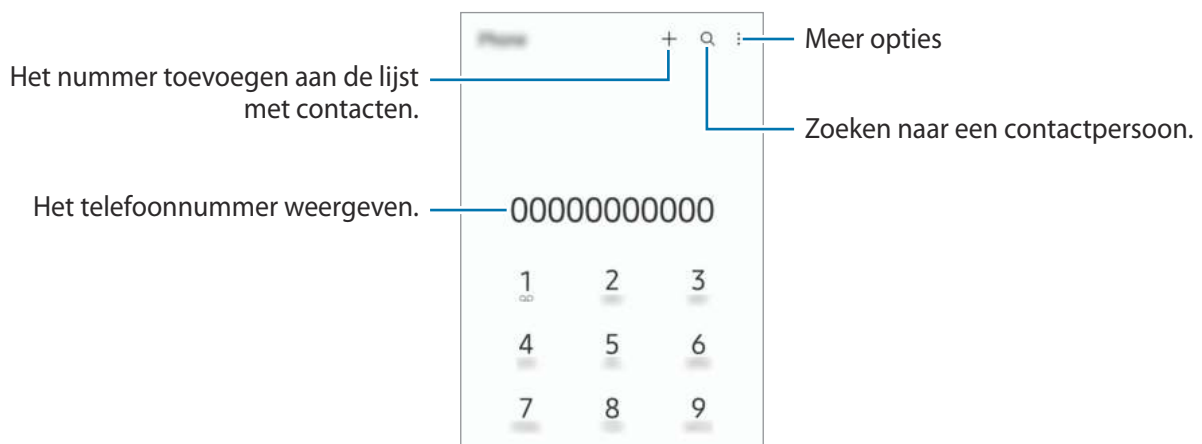 Phone
Meer opties
Het nummer toevoegen aan de lijst
met contacten.
Zoeken naar een contactpersoon.
Het telefoonnummer weergeven.
00000000000
1 2 3
4 5 6
7 8 9